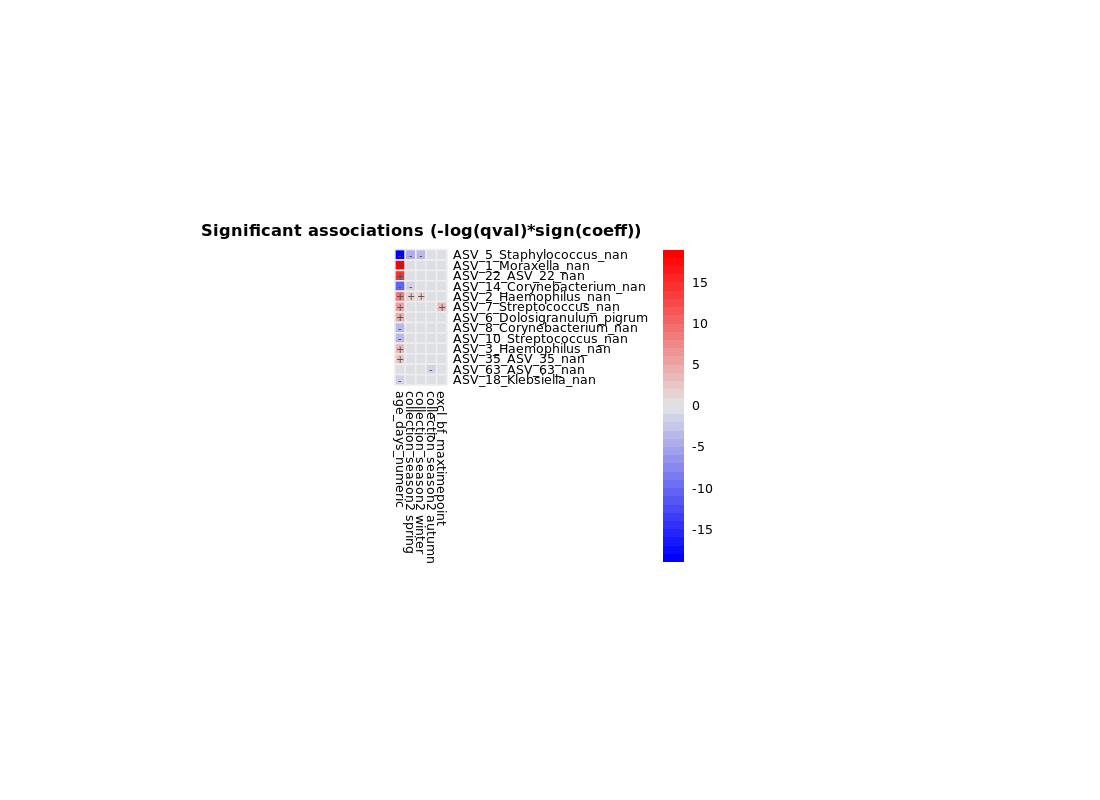 Significant associations (-log(qval)*sign(coeff))
ASV_5_Staphylococcus_nan
ASV_1_Moraxella_nan
ASV_22_ASV_22_nan
ASV_14_Corynebacterium_nan
ASV_2_Haemophilus_nan
ASV_7_Streptococcus_nan
ASV_6_Dolosigranulum_pigrum
ASV_8_Corynebacterium_nan
ASV_10_Streptococcus_nan
ASV_3_Haemophilus_nan
ASV_35_ASV_35_nan
ASV_63_ASV_63_nan
ASV_18_Klebsiella_nan
age_days_numeric
collection_season2 spring
collection_season2 winter
collection_season2 autumn
excl_bf_maxtimepoint
15
10
5
0
-5
-10
-15